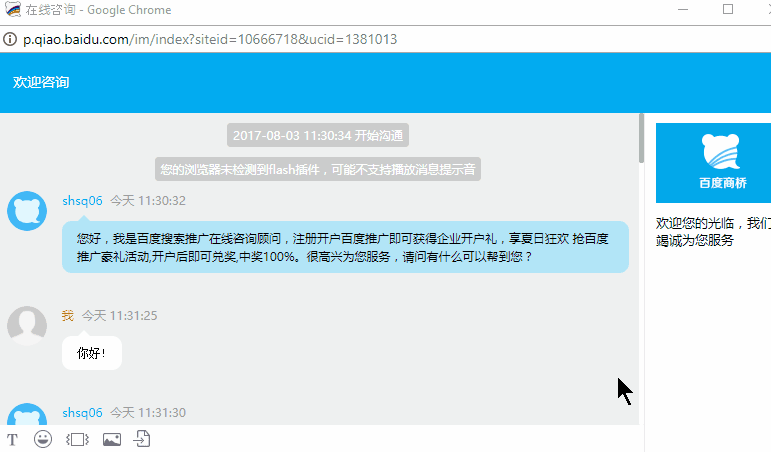 在线咨询 - Google Chrome
p.qiao.baidu.com/im/index?siteid=10666718&ucid=1381013
欢迎咨询
2017-08-03 11:30:34 开始沟通
您的浏览器未检测到flash插件，可能不支持播放消息提示音
shsq06 今天 11:30:32
您好，我是百度搜索推广在线咨询顾问，注册开户百度推广即可获得企业开户礼，享夏日狂欢 抢百度
推广豪礼活动,开户后即可兑奖,中奖100%。很高兴为您服务，请问有什么可以帮到您？
我 今天 11:31:25
你好！
shsq06 今天 11:31:30
T
百度商桥
欢迎您的光临，我们
竭诚为您服务